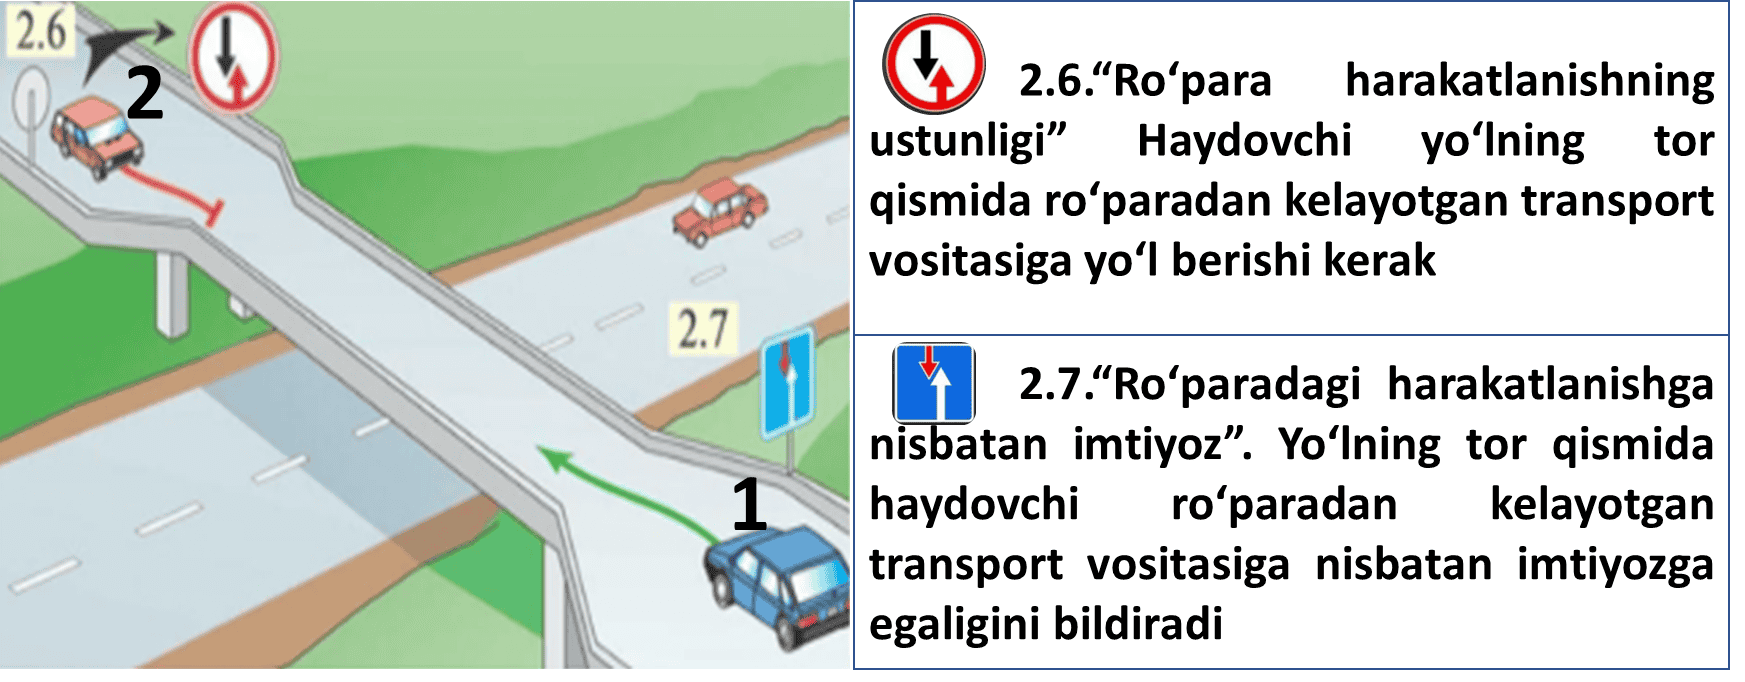 2.6
2
2.7
1
2.6.“Ro‘para harakatlanishning
ustunligi” Haydovchi yo‘lning tor
qismida ro‘paradan kelayotgan transport
vositasiga yo‘l berishi kerak
2.7.“Ro‘paradagi harakatlanishga
nisbatan imtiyoz”. Yo‘lning tor qismida
haydovchi ro‘paradan kelayotgan
transport vositasiga nisbatan imtiyozga
egaligini bildiradi